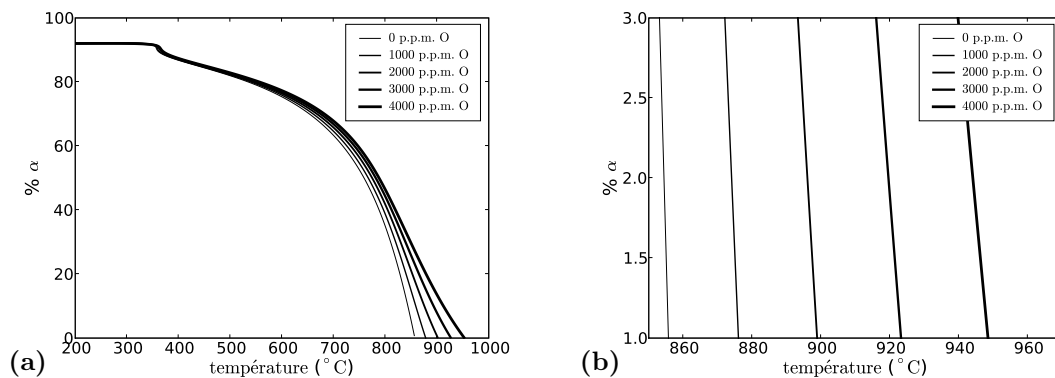 100
80
60
40
20
0
% α
200 300 400 500 600 700 800 900 1000
température (°C)
0 p.p.m. O
1000 p.p.m. O
2000 p.p.m. O
3000 p.p.m. O
4000 p.p.m. O
(a)
3.0
2.5
2.0
1.5
1.0
% α
860 880 900 920 940 960
température (°C)
0 p.p.m. O
1000 p.p.m. O
2000 p.p.m. O
3000 p.p.m. O
4000 p.p.m. O
(b)